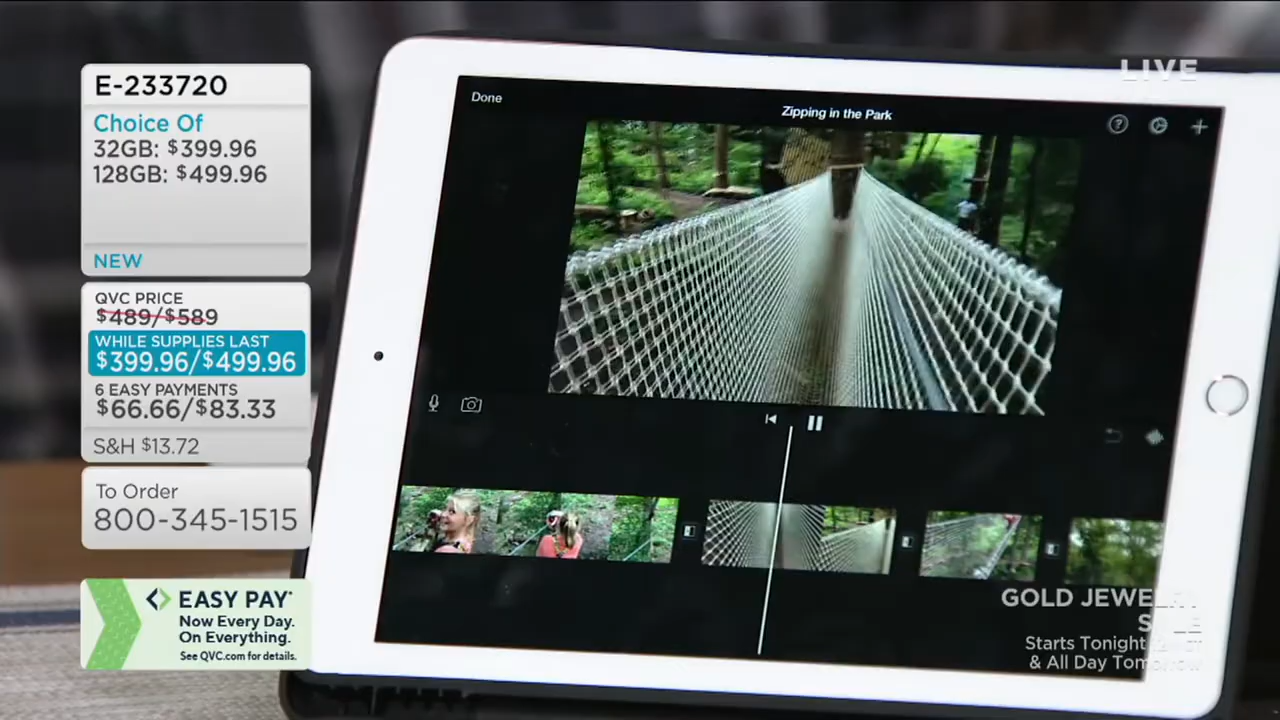 E-233720
Choice Of
32GB: $399.96
128GB: $499.96
NEW
QVC PRICE
$489/$589
WHILE SUPPLIES LAST
$399.96/$499.96
6 EASY PAYMENTS
$66.66/$83.33
S&H $13.72
To Order
800-345-1515
EASY PAY*
Now Every Day.
On Everything.
See QVC.com for details.
LIVE
Done
Zipping in the Park
?
GOLD JEWELRY
SALE
Starts Tonight
& All Day Tomorrow